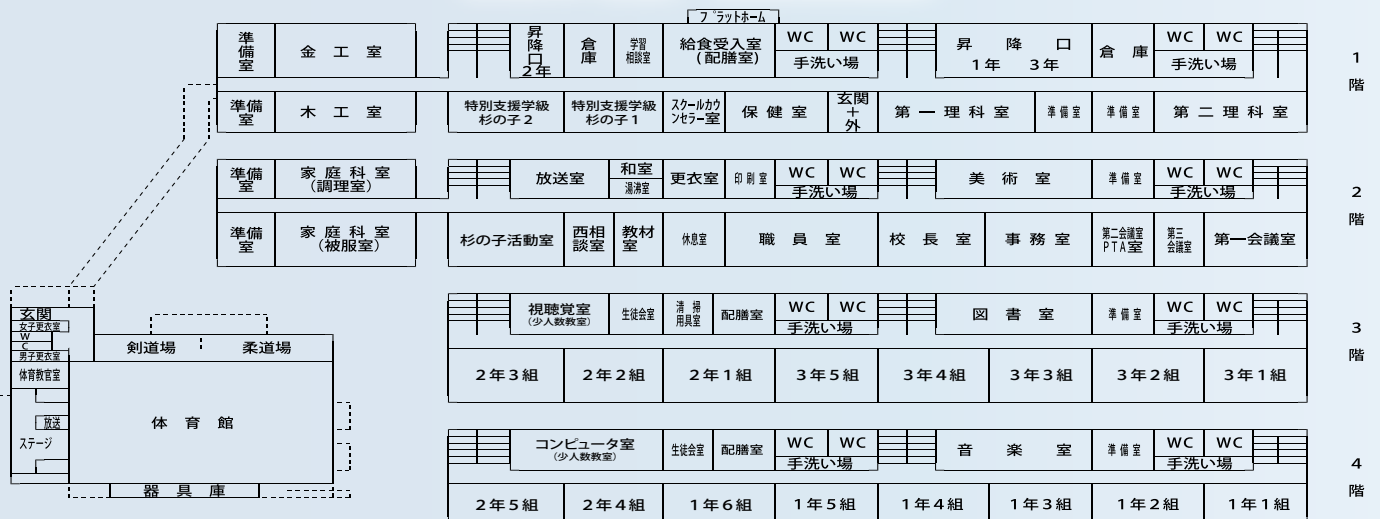 プラットホーム
準備室
金工室
昇降口
2年
倉庫
学習
相談室
給食受入室
(配膳室)
WC
WC
手洗い場
昇降口
1年 3年
倉庫
WC
WC
手洗い場
1階
準備室
木工室
特別支援学級
杉の子2
特別支援学級
杉の子1
スクールカウ
ンセラー室
保健室
玄関
+
外
第一理科室
準備室
準備室
第二理科室
準備室
家庭科室
(調理室)
放送室
和室
湯沸室
更衣室
印刷室
WC
WC
手洗い場
美術室
準備室
WC
WC
手洗い場
2階
準備室
家庭科室
(被服室)
杉の子活動室
西相
談室
教材
室
休息室
職員室
校長室
事務室
第二会議室
PTA室
第三
会議室
第一会議室
視聴覚室
(少人数教室)
生徒会室
清掃
用具室
配膳室
WC
WC
手洗い場
図書室
準備室
WC
WC
手洗い場
3階
2年3組
2年2組
2年1組
3年5組
3年4組
3年3組
3年2組
3年1組
コンピュータ室
(少人数教室)
生徒会室
配膳室
WC
WC
手洗い場
音楽室
準備室
WC
WC
手洗い場
4階
2年5組
2年4組
1年6組
1年5組
1年4組
1年3組
1年2組
1年1組
玄関
女子更衣室
W
C
男子更衣室
体育教官室
放送
ステージ
剣道場
柔道場
体育館
器具庫